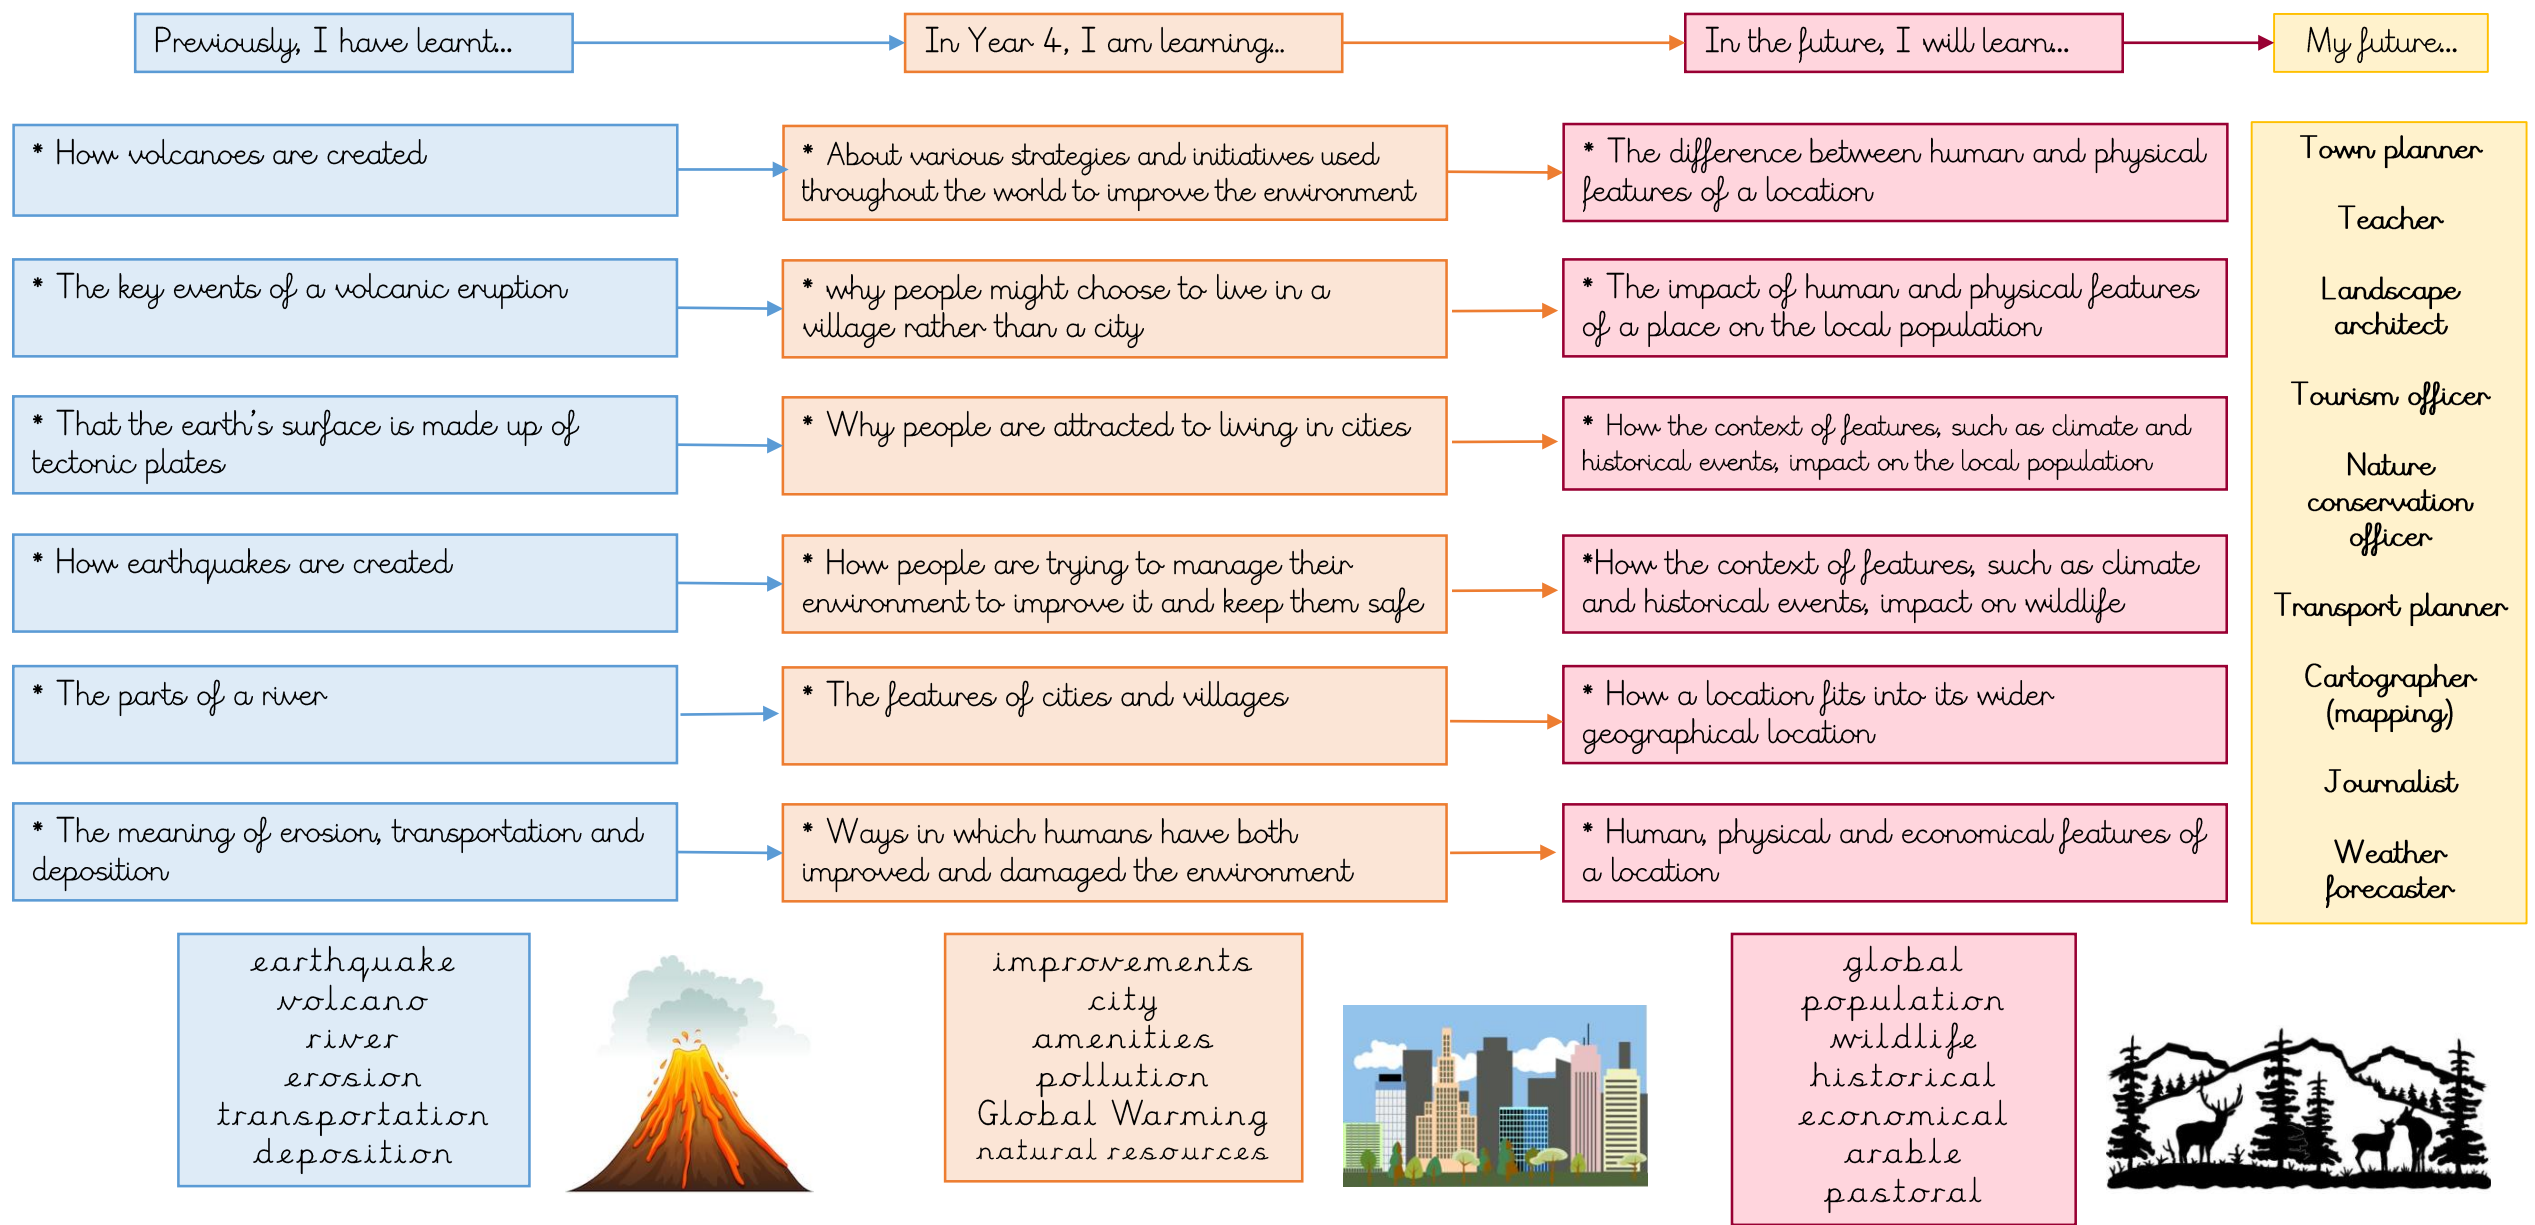 Previously, I have learnt...
In Year 4, I am learning...
In the future, I will learn...
My future...
* How volcanoes are created
* About various strategies and initiatives used
throughout the world to improve the environment
* The difference between human and physical
features of a location
* The key events of a volcanic eruption
* why people might choose to live in a
village rather than a city
* The impact of human and physical features
of a place on the local population
* That the earth's surface is made up of
tectonic plates
* Why people are attracted to living in cities
* How the context of features, such as climate and
historical events, impact on the local population
* How earthquakes are created
* How people are trying to manage their
environment to improve it and keep them safe
*How the context of features, such as climate
and historical events, impact on wildlife
* The parts of a river
* The features of cities and villages
* How a location fits into its wider
geographical location
* The meaning of erosion, transportation and
deposition
* Ways in which humans have both
improved and damaged the environment
* Human, physical and economical features of
a location
Town planner
Teacher
Landscape
architect
Tourism officer
Nature
conservation
officer
Transport planner
Cartographer
(mapping)
Journalist
Weather
forecaster
earthquake
volcano
river
erosion
transportation
deposition
improvements
city
amenities
pollution
Global Warming
natural resources
global
population
wildlife
historical
economical
arable
pastoral